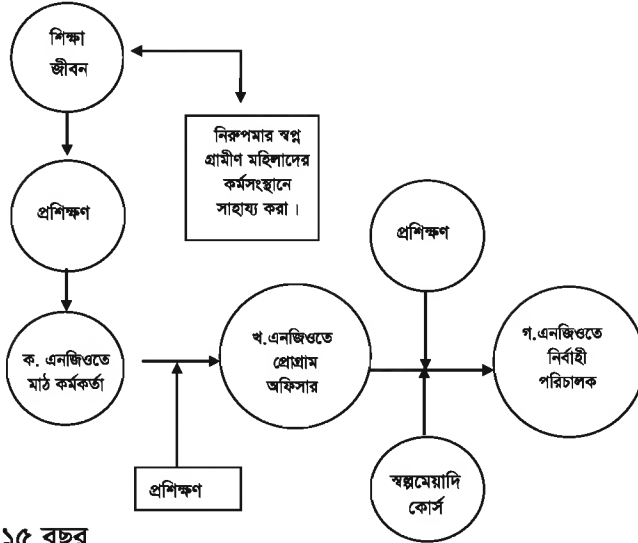 শিক্ষা
জীবন
নিরুপমার স্বপ্ন
গ্রামীণ মহিলাদের
কর্মসংস্থানে
সাহায্য করা ।
প্রশিক্ষণ
প্রশিক্ষণ
ক. এনজিওতে
মাঠ কর্মকর্তা
খ.এনজিওতে
প্রোগ্রাম
অফিসার
গ.এনজিওতে
নির্বাহী
পরিচালক
প্রশিক্ষণ
স্বল্পমেয়াদি
কোর্স
১৫ বছর